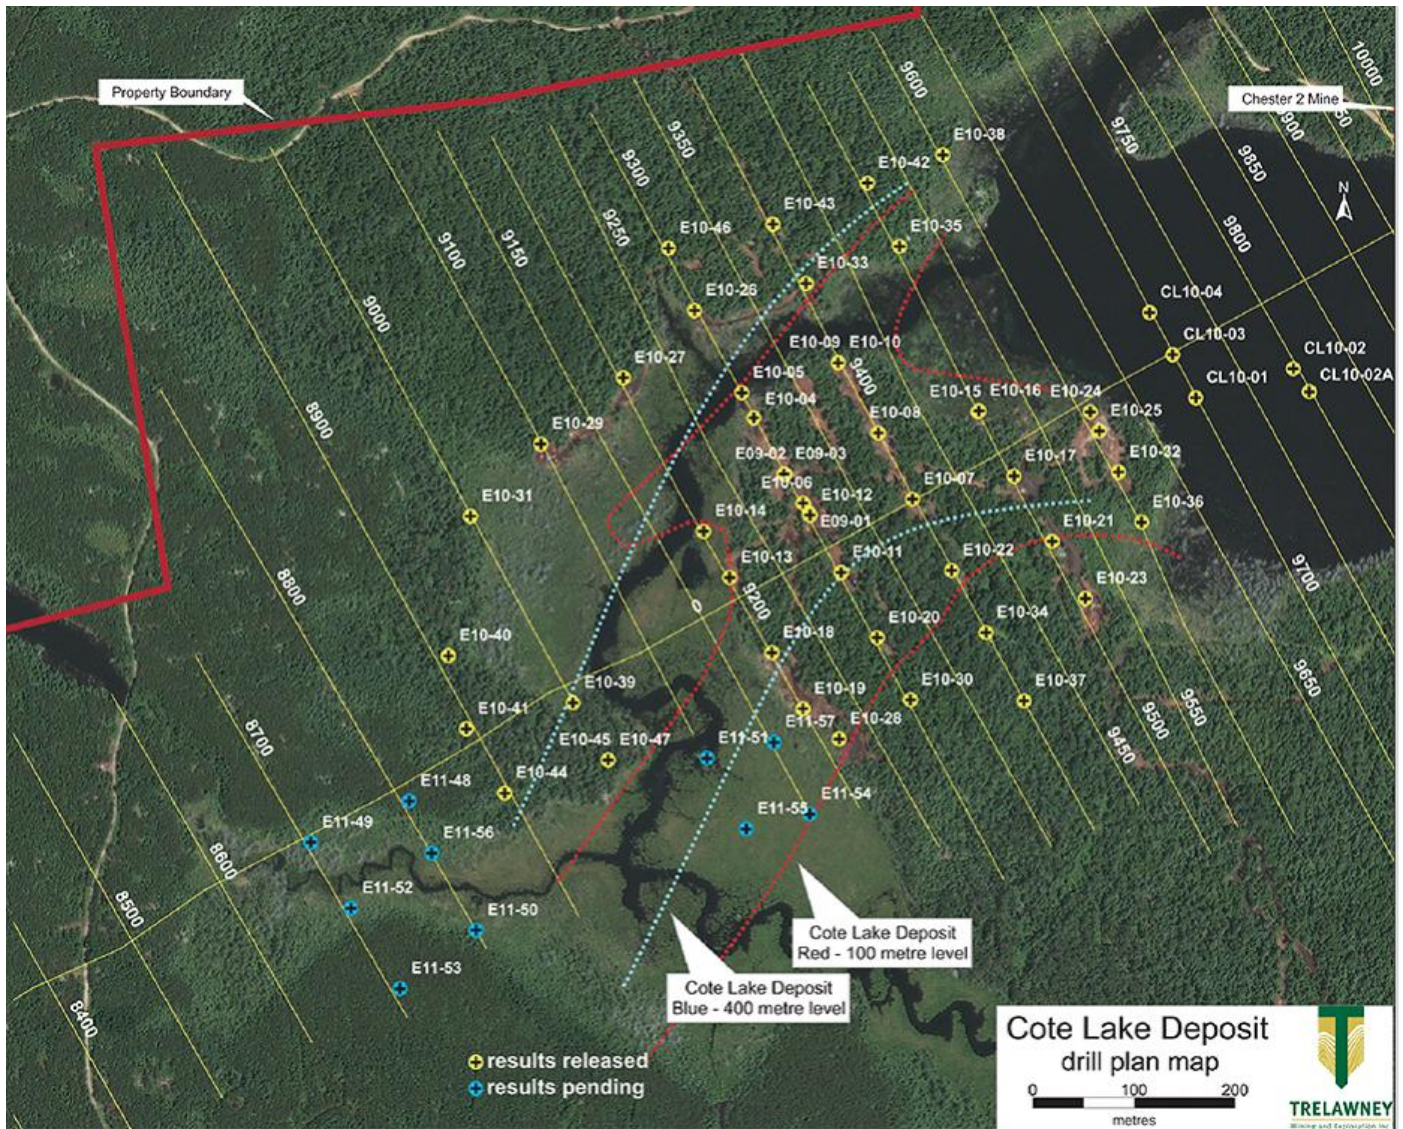 Property Boundary
Chester 2 Mine
N
10000
9900
9850
9800
9750
9600
9350
9300
9250
9150
9100
9000
8900
8800
8700
8600
8500
8400
9400
9200
0
9700
9650
9550
9500
9450
E10-38
E10-42
E10-43
E10-35
E10-46
E10-33
E10-26
CL10-04
CL10-03
CL10-02
CL10-02A
CL10-01
E10-09
E10-10
E10-27
E10-05
E10-04
E10-15
E10-16
E10-24
E10-25
E10-08
E10-29
E09-02
E09-03
E10-17
E10-32
E10-06
E10-07
E10-12
E10-31
E10-14
E09-01
E10-36
E10-21
E10-13
E10-11
E10-22
E10-23
E10-18
E10-20
E10-34
E10-40
E10-39
E10-19
E10-30
E10-37
E10-41
E10-45
E10-47
E11-57
E10-28
E11-51
E11-48
E10-44
E11-54
E11-55
E11-49
E11-56
E11-52
E11-50
E11-53
Cote Lake Deposit
Red - 100 metre level
Cote Lake Deposit
Blue - 400 metre level
results released
results pending
Cote Lake Deposit
drill plan map
0 100 200
metres
TRELAWNEY
Mining and Exploration Inc